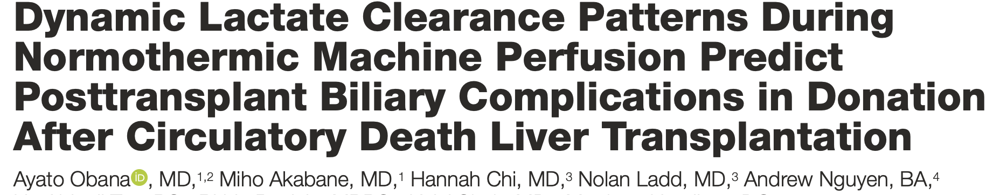 Dynamic Lactate Clearance Patterns During
Normothermic Machine Perfusion Predict
Posttransplant Biliary Complications in Donation
After Circulatory Death Liver Transplantation
Ayato Obana iD, MD,1,2 Miho Akabane, MD,1 Hannah Chi, MD,3 Nolan Ladd, MD,3 Andrew Nguyen, BA,4